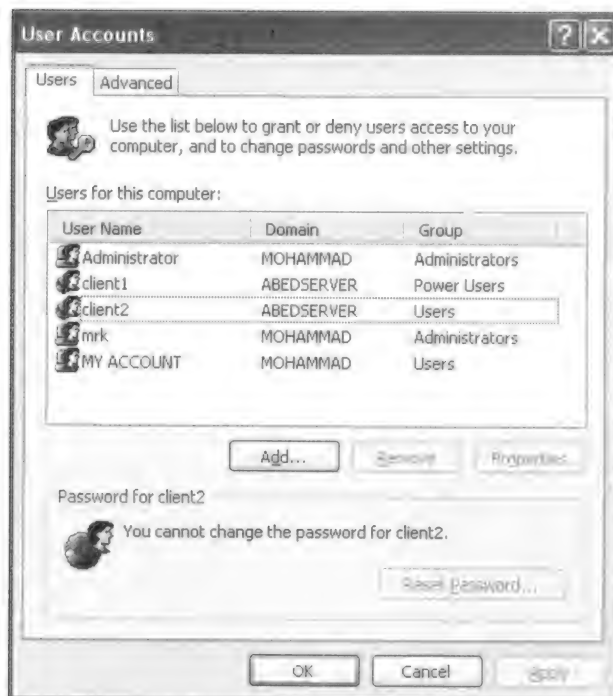 User Accounts
Users Advanced
Use the list below to grant or deny users access to your
computer, and to change passwords and other settings.
Users for this computer:
User Name Domain Group
Administrator MOHAMMAD Administrators
client1 ABEDSERVER Power Users
client2 ABEDSERVER Users
mrk MOHAMMAD Administrators
MY ACCOUNT MOHAMMAD Users
Add... Remove Properties
Password for client2
You cannot change the password for client2.
Reset Password...
OK Cancel Apply